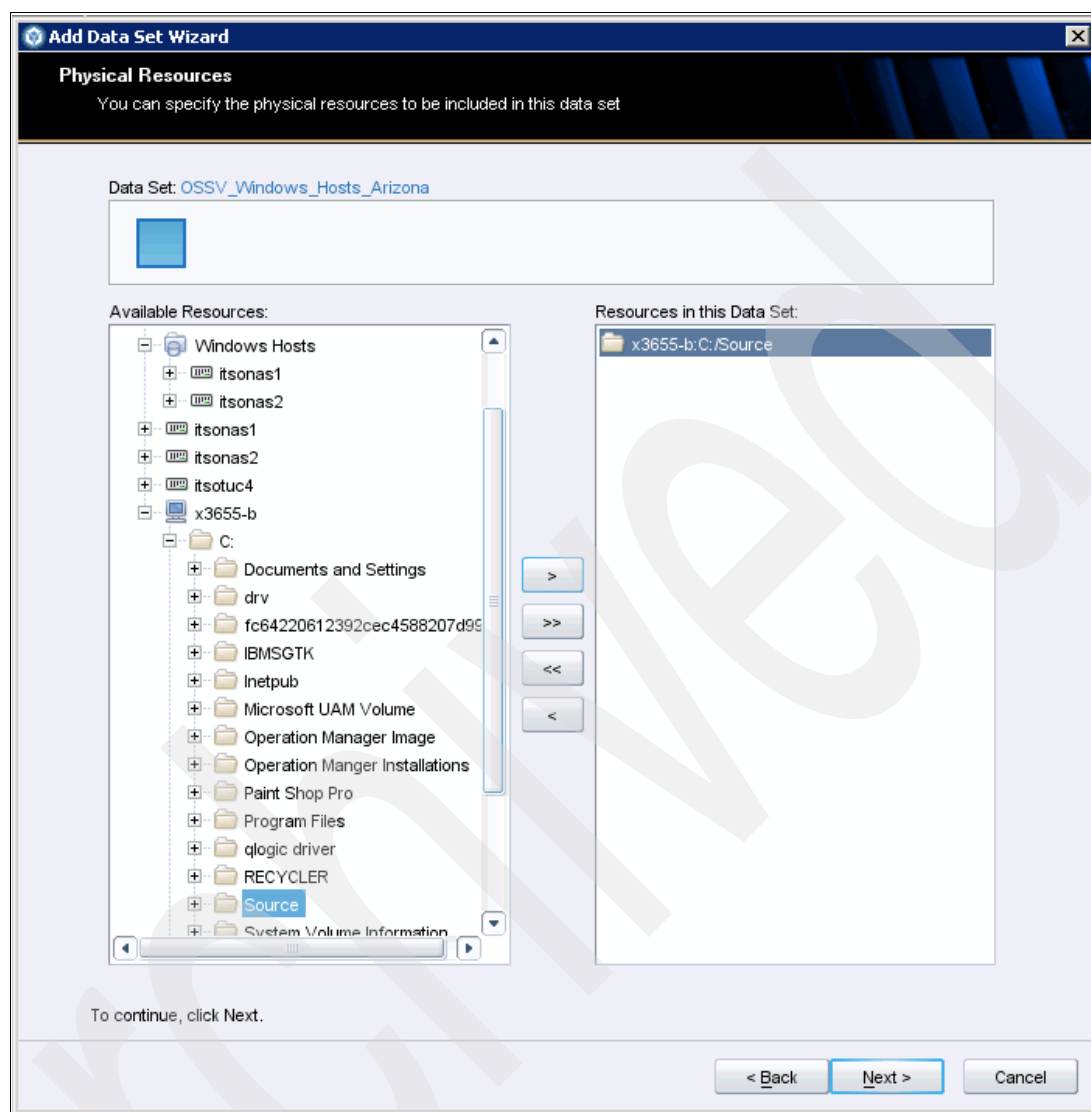 Add Data Set Wizard
Physical Resources
You can specify the physical resources to be included in this data set
Data Set: OSSV_Windows_Hosts_Arizona
Available Resources:
Windows Hosts
itsonas1
itsonas2
itsonas1
itsonas2
itsotuc4
x3655-b
C:
Documents and Settings
drv
fc64220612392cec4588207d99
IBMSGTK
Inetpub
Microsoft UAM Volume
Operation Manager Image
Operation Manger Installations
Paint Shop Pro
Program Files
qlogic driver
RECYCLER
Source
System Volume Information
>
>>
<<
<
Resources in this Data Set:
x3655-b:C:/Source
To continue, click Next.
< Back
Next >
Cancel